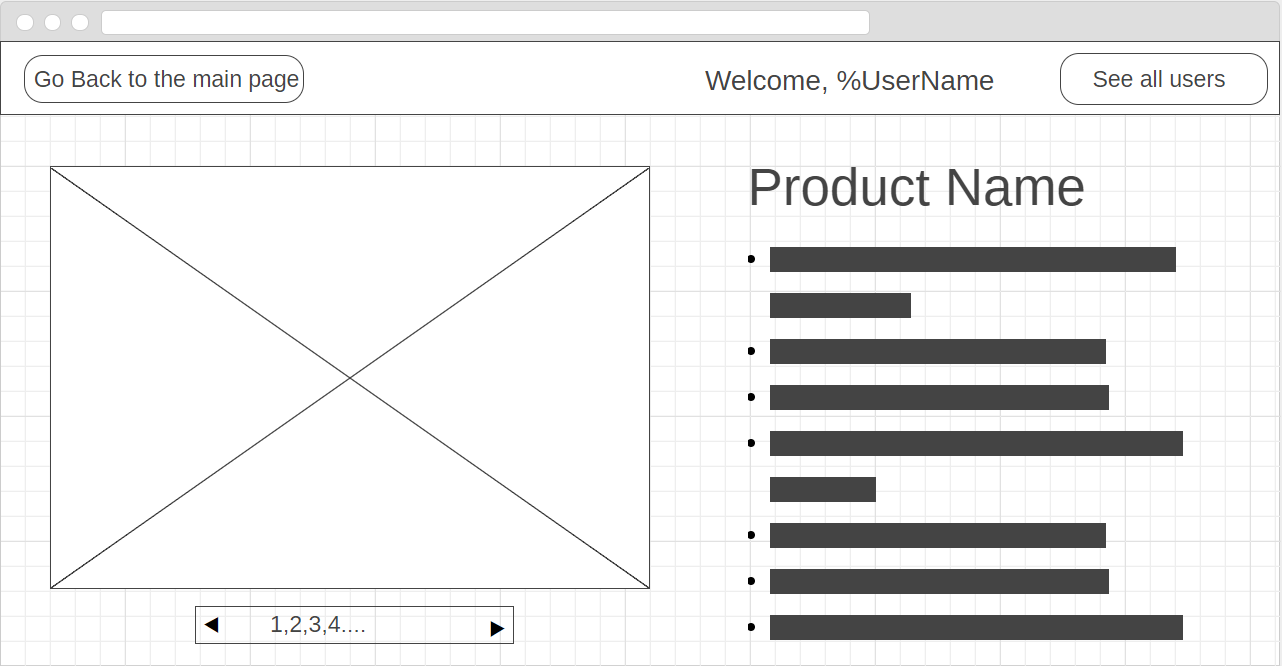 Go Back to the main page
Welcome, %UserName
See all users
Product Name
1,2,3,4....